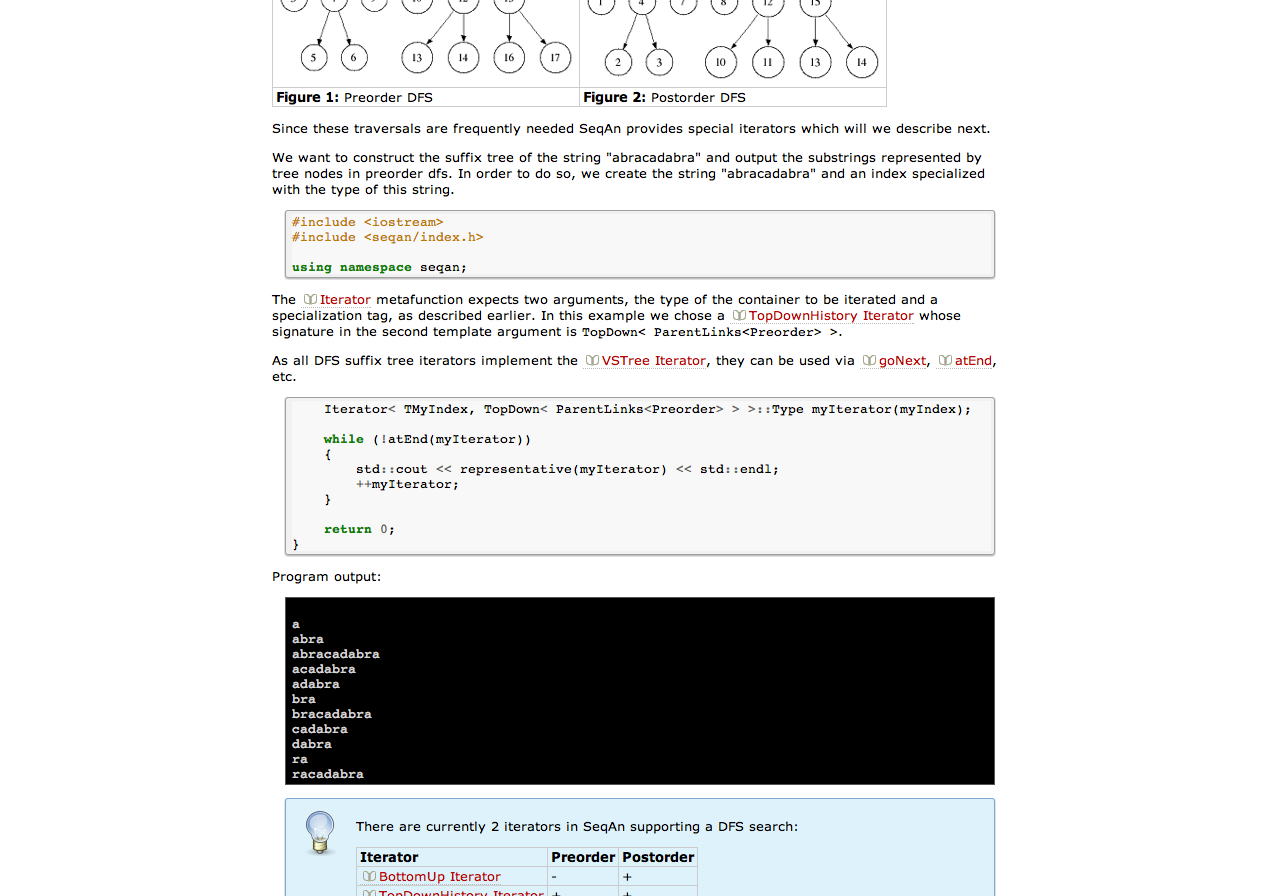 1 4 7 8 12 15
5 6 13 14 16 17 2 3 10 11 13 14
Figure 1: Preorder DFS Figure 2: Postorder DFS
Since these traversals are frequently needed SeqAn provides special iterators which will we describe next.
We want to construct the suffix tree of the string "abracadabra" and output the substrings represented by
tree nodes in preorder dfs. In order to do so, we create the string "abracadabra" and an index specialized
with the type of this string.
#include <iostream>
#include <seqan/index.h>
using namespace seqan;
The Iterator metafunction expects two arguments, the type of the container to be iterated and a
specialization tag, as described earlier. In this example we chose a TopDownHistory Iterator whose
signature in the second template argument is TopDown< ParentLinks<Preorder> >.
As all DFS suffix tree iterators implement the VSTree Iterator, they can be used via goNext, atEnd,
etc.
Iterator< TMyIndex, TopDown< ParentLinks<Preorder> > >::Type myIterator(myIndex);
while (!atEnd(myIterator))
{
std::cout << representative(myIterator) << std::endl;
++myIterator;
}
return 0;
}
Program output:
a
abra
abracadabra
acadabra
adabra
bra
bracadabra
cadabra
dabra
ra
racadabra
There are currently 2 iterators in SeqAn supporting a DFS search:
Iterator Preorder Postorder
BottomUp Iterator - +
TopDownHistory Iterator + +